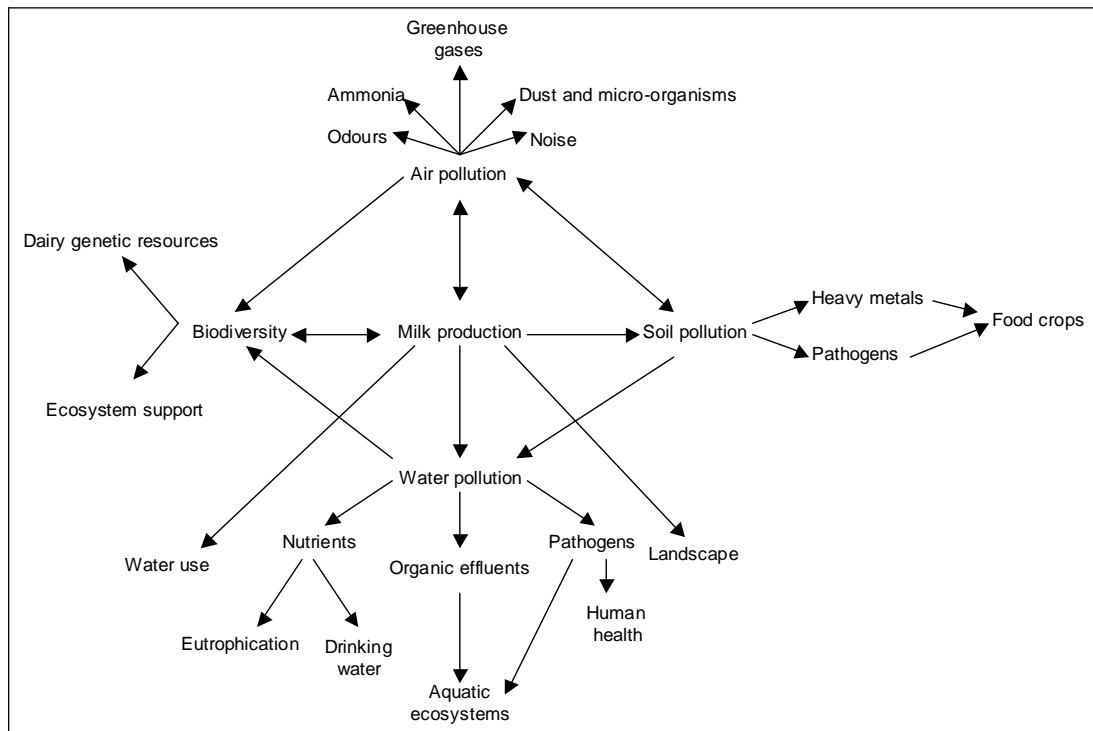 Greenhouse
gases
Ammonia
Dust and micro-organisms
Odours
Noise
Air pollution
Dairy genetic resources
Heavy metals
Food crops
Biodiversity
Milk production
Soil pollution
Pathogens
Ecosystem support
Water pollution
Nutrients
Pathogens
Landscape
Water use
Organic effluents
Human
health
Eutrophication
Drinking
water
Aquatic
ecosystems